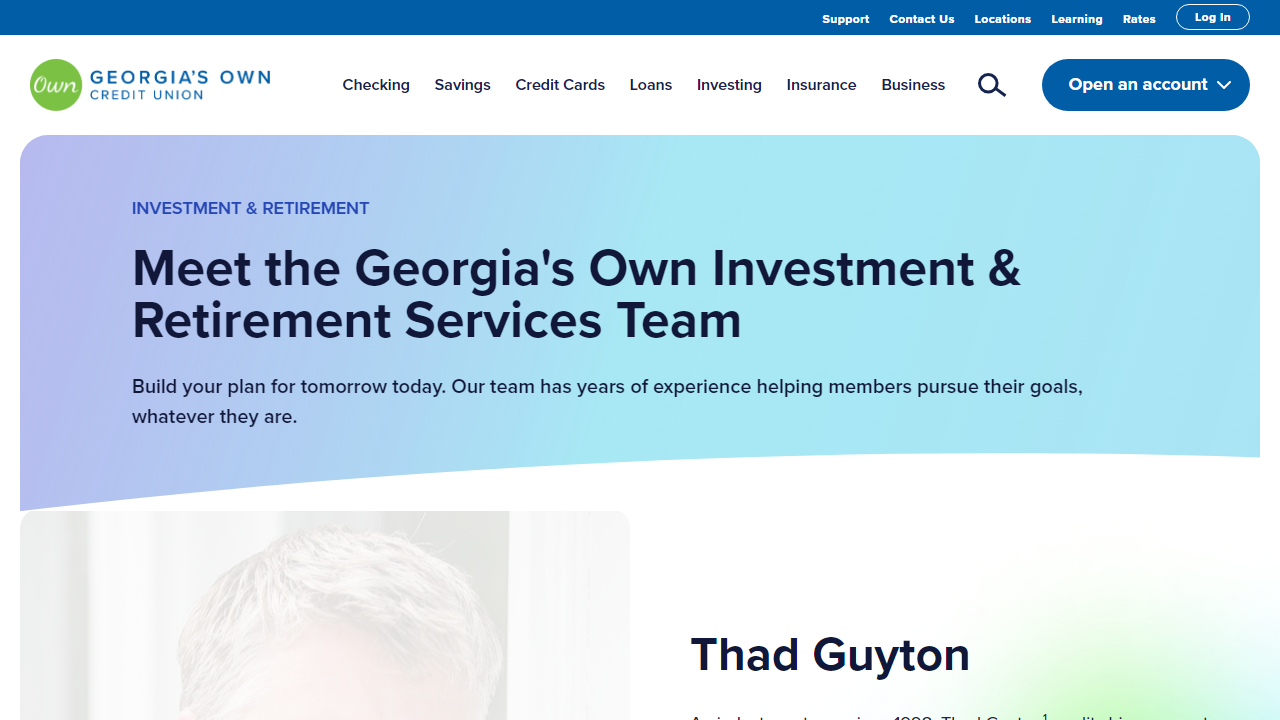 Support Contact Us Locations Learning Rates Log In
Own GEORGIA'S OWN
CREDIT UNION
Checking Savings Credit Cards Loans Investing Insurance Business Open an account
INVESTMENT & RETIREMENT
Meet the Georgia's Own Investment &
Retirement Services Team
Build your plan for tomorrow today. Our team has years of experience helping members pursue their goals,
whatever they are.
Thad Guyton